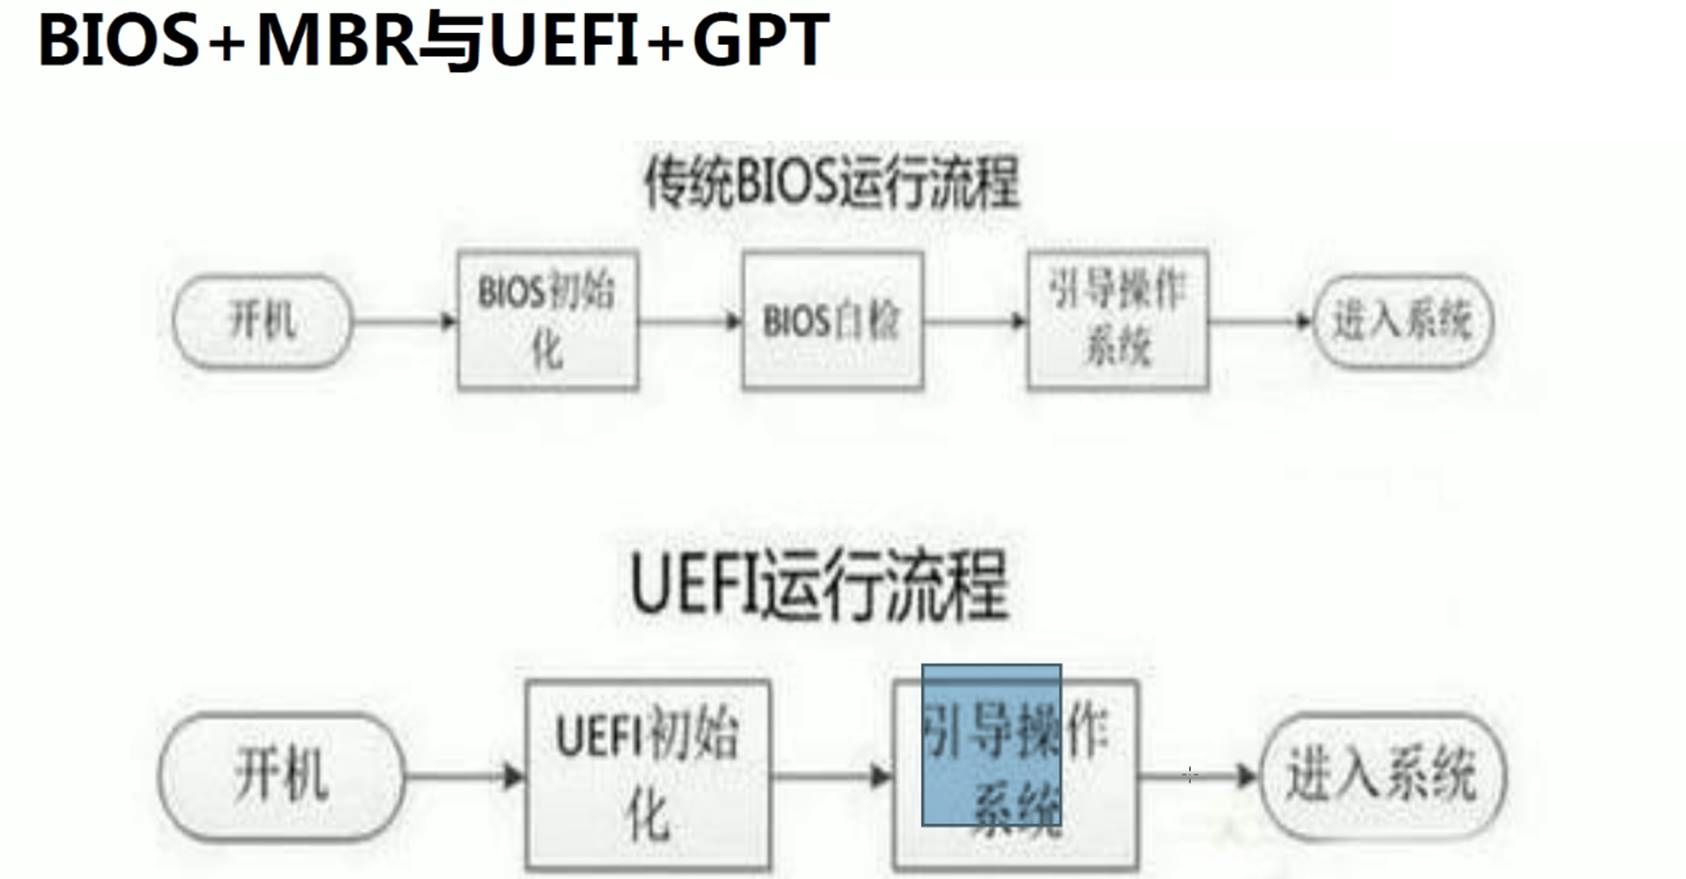 BIOS+MBR与UEFI+GPT
传统BIOS运行流程
开机
BIOS初始
化
BIOS自检
引导操作
系统
进入系统
UEFI运行流程
开机
UEFI初始
化
引导操作
系统
进入系统